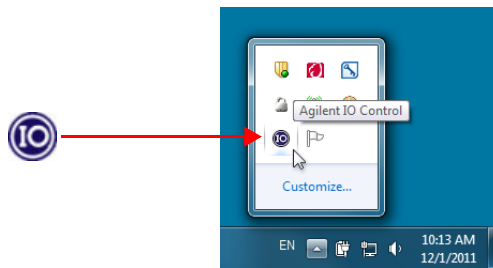 IO
Agilent IO Control
IO
Customize...
EN
10:13 AM
12/1/2011